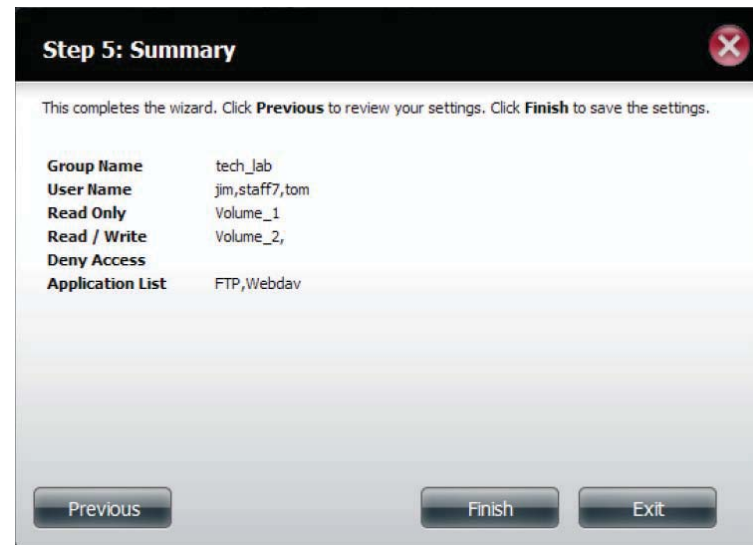 Step 5: Summary
This completes the wizard. Click Previous to review your settings. Click Finish to save the settings.
Group Name tech_lab
User Name jim,staff7,tom
Read Only Volume_1
Read / Write Volume_2,
Deny Access
Application List FTP,Webdav
Previous Finish Exit